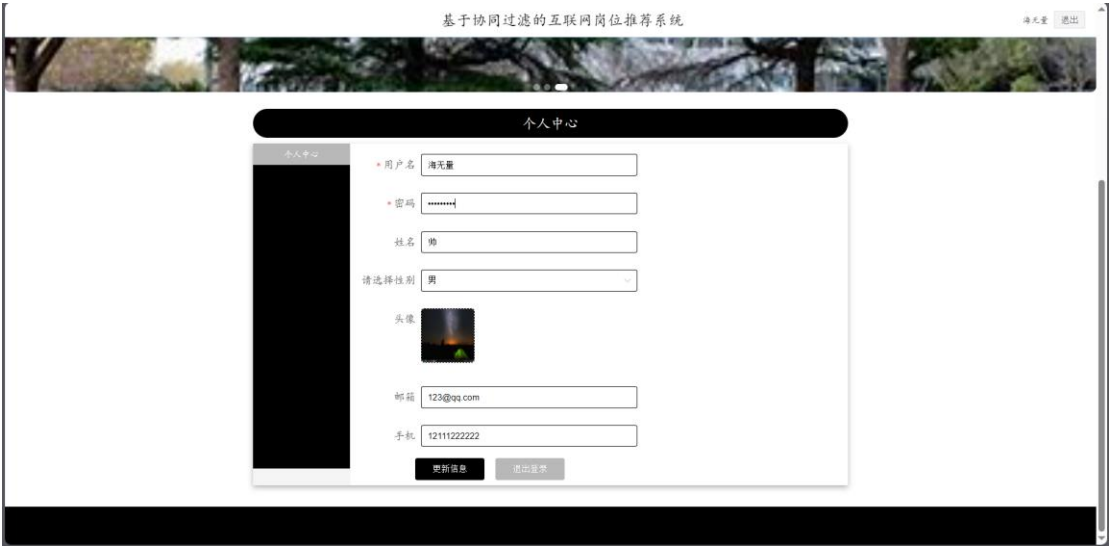 基于协同过滤的互联网岗位推荐系统
海无量 退出
个人中心
个人中心
* 用户名 海无量
* 密码 •••••••••
姓名 帅
请选择性别 男
头像
邮箱 123@qq.com
手机 12111222222
更新信息 退出登录